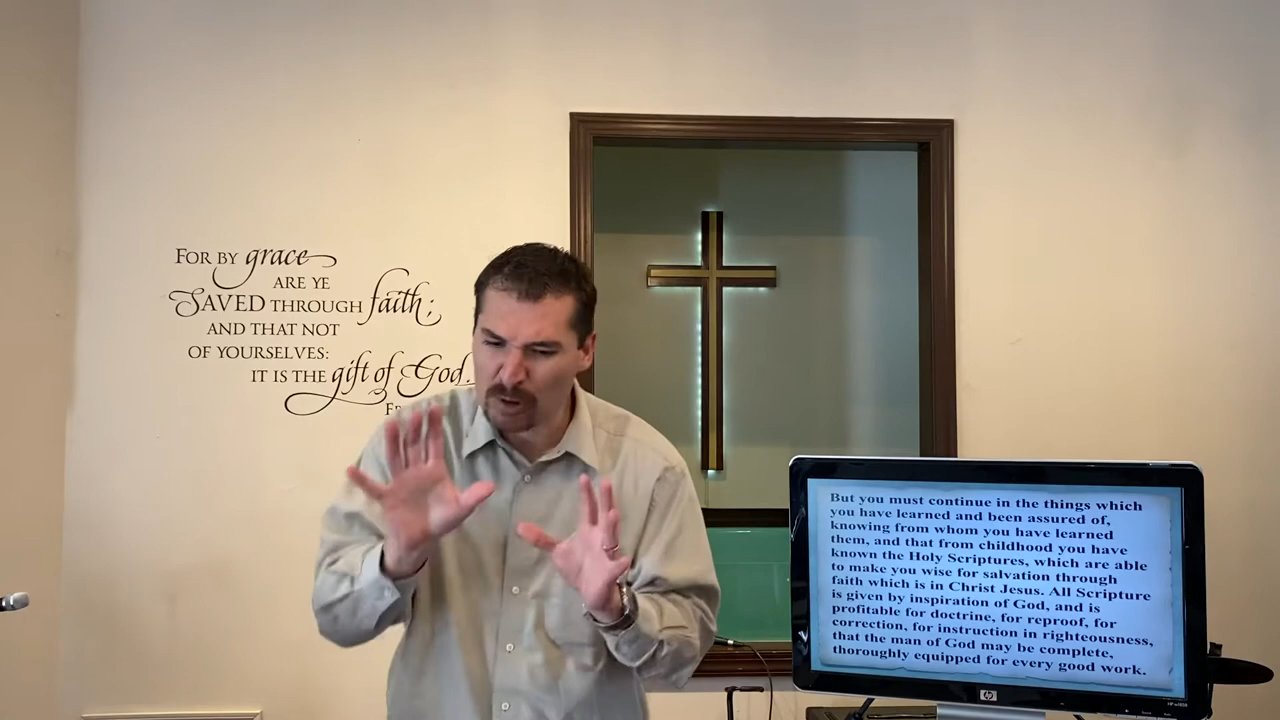 FOR BY grace
ARE YE
SAVED THROUGH faith;
AND THAT NOT
OF YOURSELVES:
IT IS THE gift of God.
But you must continue in the things which
you have learned and been assured of,
knowing from whom you have learned
them, and that from childhood you have
known the Holy Scriptures, which are able
to make you wise for salvation through
faith which is in Christ Jesus. All Scripture
is given by inspiration of God, and is
profitable for doctrine, for reproof, for
correction, for instruction in righteousness,
that the man of God may be complete,
thoroughly equipped for every good work.
hp